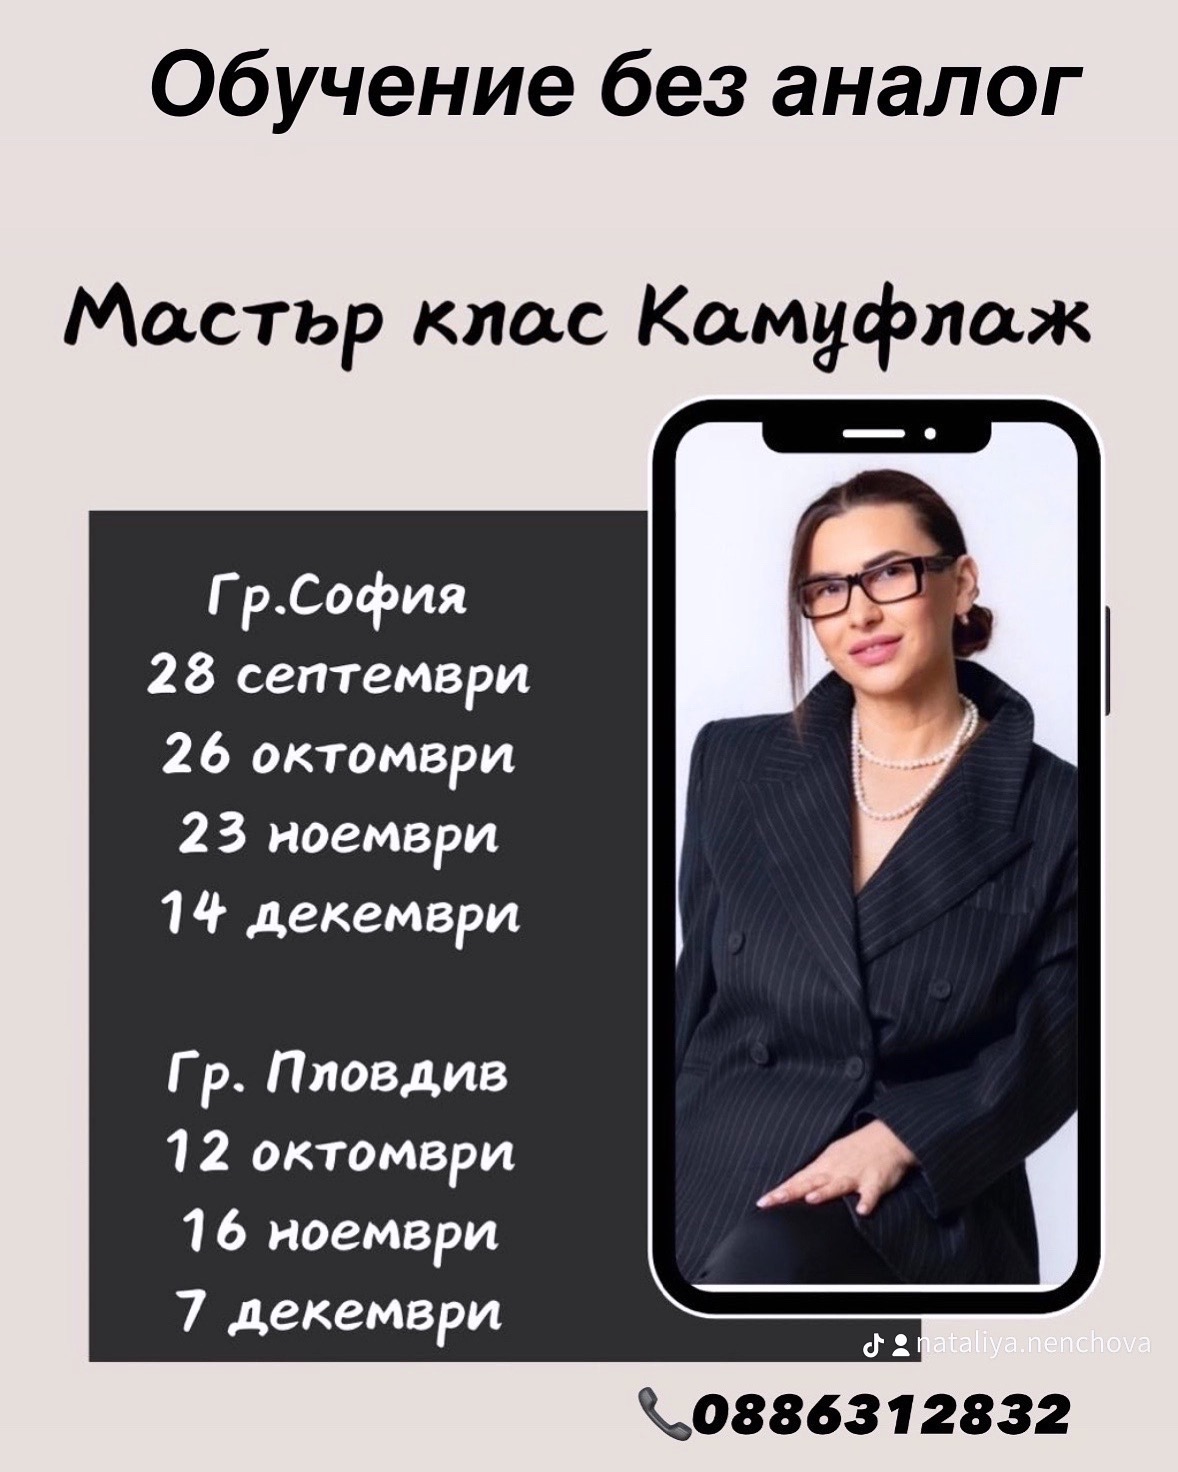 Обучение без аналог
Мастър клас Камуфлаж
Гр.София
28 септември
26 октомври
23 ноември
14 декември
Гр. Пловдив
12 октомври
16 ноември
7 декември
nataliya.nenchova
0886312832